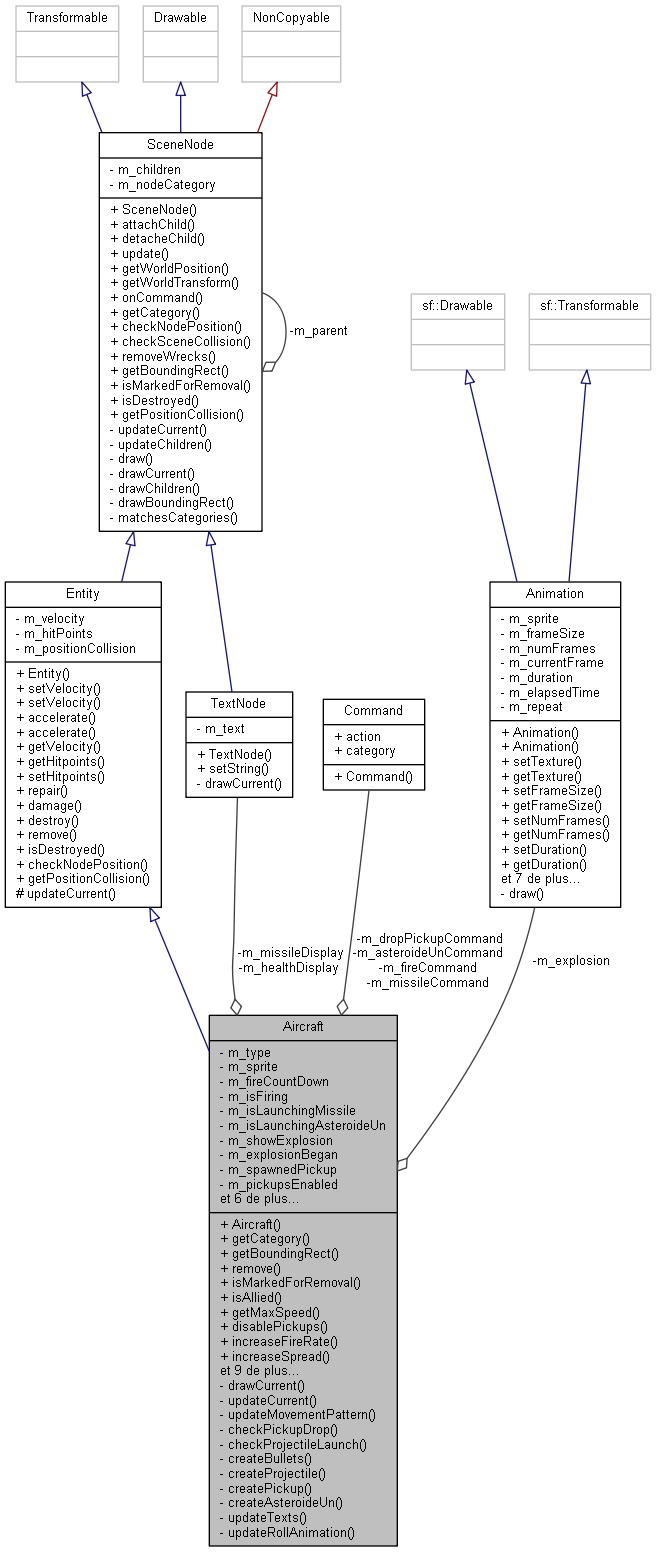 Transformable
Drawable
NonCopyable
SceneNode
- m_children
- m_nodeCategory
+ SceneNode()
+ attachChild()
+ detacheChild()
+ update()
+ getWorldPosition()
+ getWorldTransform()
+ onCommand()
+ getCategory()
+ checkNodePosition()
+ checkSceneCollision()
+ removeWrecks()
+ getBoundingRect()
+ isMarkedForRemoval()
+ isDestroyed()
+ getPositionCollision()
- updateCurrent()
- updateChildren()
- draw()
- drawCurrent()
- drawChildren()
- drawBoundingRect()
- matchesCategories()
-m_parent
sf::Drawable
sf::Transformable
Entity
- m_velocity
- m_hitPoints
- m_positionCollision
+ Entity()
+ setVelocity()
+ setVelocity()
+ accelerate()
+ accelerate()
+ getVelocity()
+ getHitpoints()
+ setHitpoints()
+ repair()
+ damage()
+ destroy()
+ remove()
+ isDestroyed()
+ checkNodePosition()
+ getPositionCollision()
# updateCurrent()
TextNode
- m_text
+ TextNode()
+ setString()
- drawCurrent()
Command
+ action
+ category
+ Command()
Animation
- m_sprite
- m_frameSize
- m_numFrames
- m_currentFrame
- m_duration
- m_elapsedTime
- m_repeat
+ Animation()
+ Animation()
+ setTexture()
+ getTexture()
+ setFrameSize()
+ getFrameSize()
+ setNumFrames()
+ getNumFrames()
+ setDuration()
+ getDuration()
et 7 de plus...
- draw()
-m_missileDisplay
-m_healthDisplay
-m_dropPickupCommand
-m_asteroideUnCommand
-m_fireCommand
-m_missileCommand
-m_explosion
Aircraft
- m_type
- m_sprite
- m_fireCountDown
- m_isFiring
- m_isLaunchingMissile
- m_isLaunchingAsteroideUn
- m_showExplosion
- m_explosionBegan
- m_spawnedPickup
- m_pickupsEnabled
et 6 de plus...
+ Aircraft()
+ getCategory()
+ getBoundingRect()
+ remove()
+ isMarkedForRemoval()
+ isAllied()
+ getMaxSpeed()
+ disablePickups()
+ increaseFireRate()
+ increaseSpread()
et 9 de plus...
- drawCurrent()
- updateCurrent()
- updateMovementPattern()
- checkPickupDrop()
- checkProjectileLaunch()
- createBullets()
- createProjectile()
- createPickup()
- createAsteroideUn()
- updateTexts()
- updateRollAnimation()